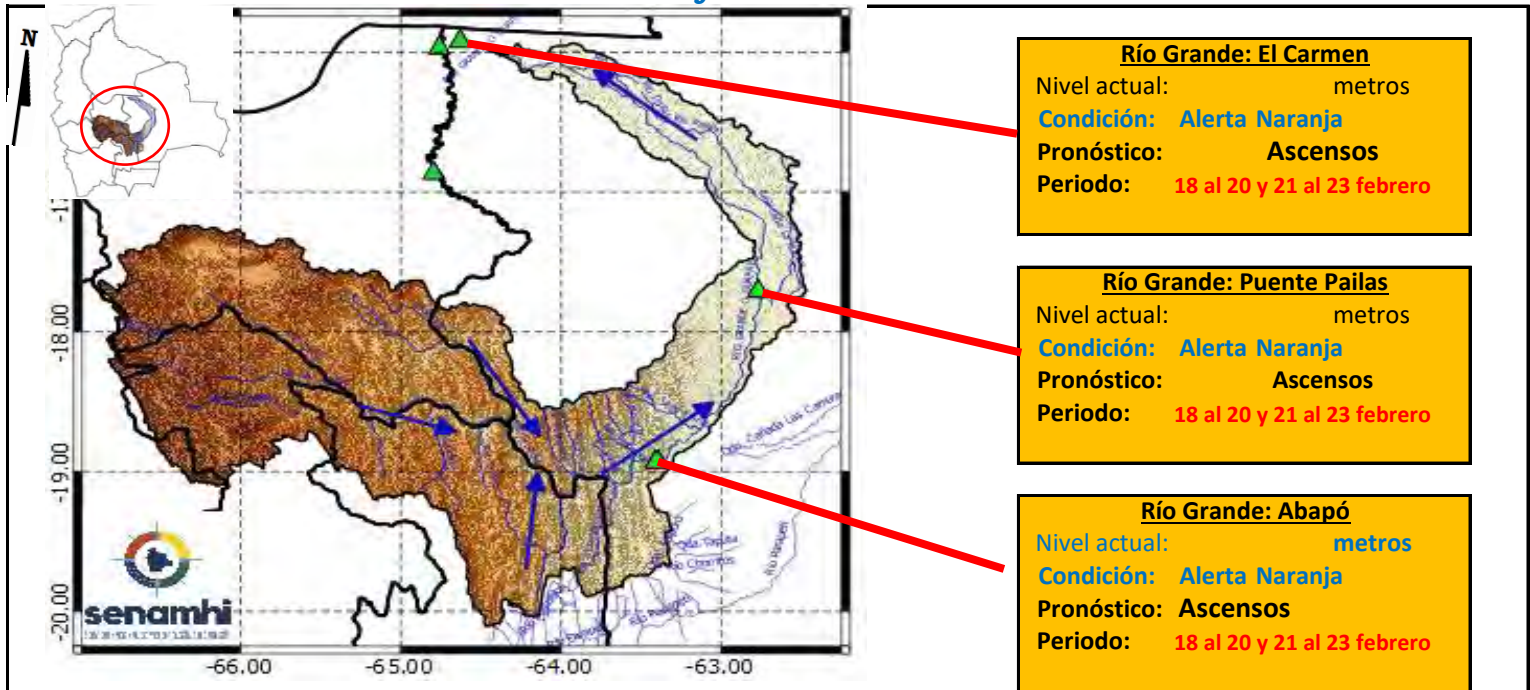 N
Río Grande: El Carmen
Nivel actual: metros
Condición: Alerta Naranja
Pronóstico: Ascensos
Periodo: 18 al 20 y 21 al 23 febrero
Río Grande: Puente Pailas
Nivel actual: metros
Condición: Alerta Naranja
Pronóstico: Ascensos
Periodo: 18 al 20 y 21 al 23 febrero
Río Grande: Abapó
Nivel actual: metros
Condición: Alerta Naranja
Pronóstico: Ascensos
Periodo: 18 al 20 y 21 al 23 febrero
-18.00
-19.00
-20.00
-66.00 -65.00 -64.00 -63.00
senamhi